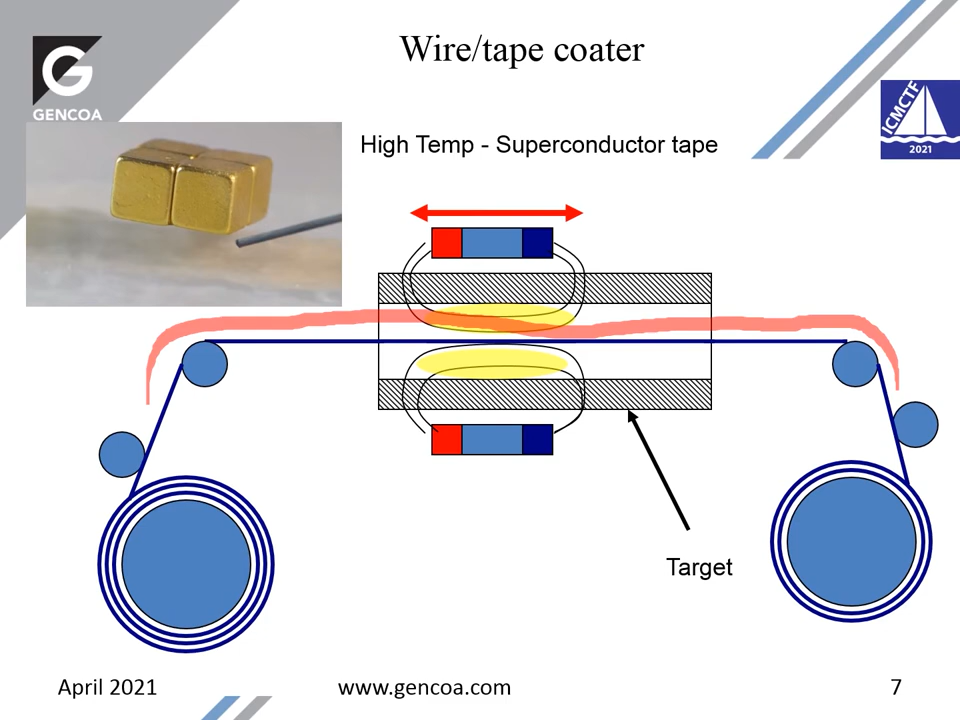 Wire/tape coater
GENCOA
ICMCTF
2021
High Temp - Superconductor tape
Target
April 2021
www.gencoa.com
7